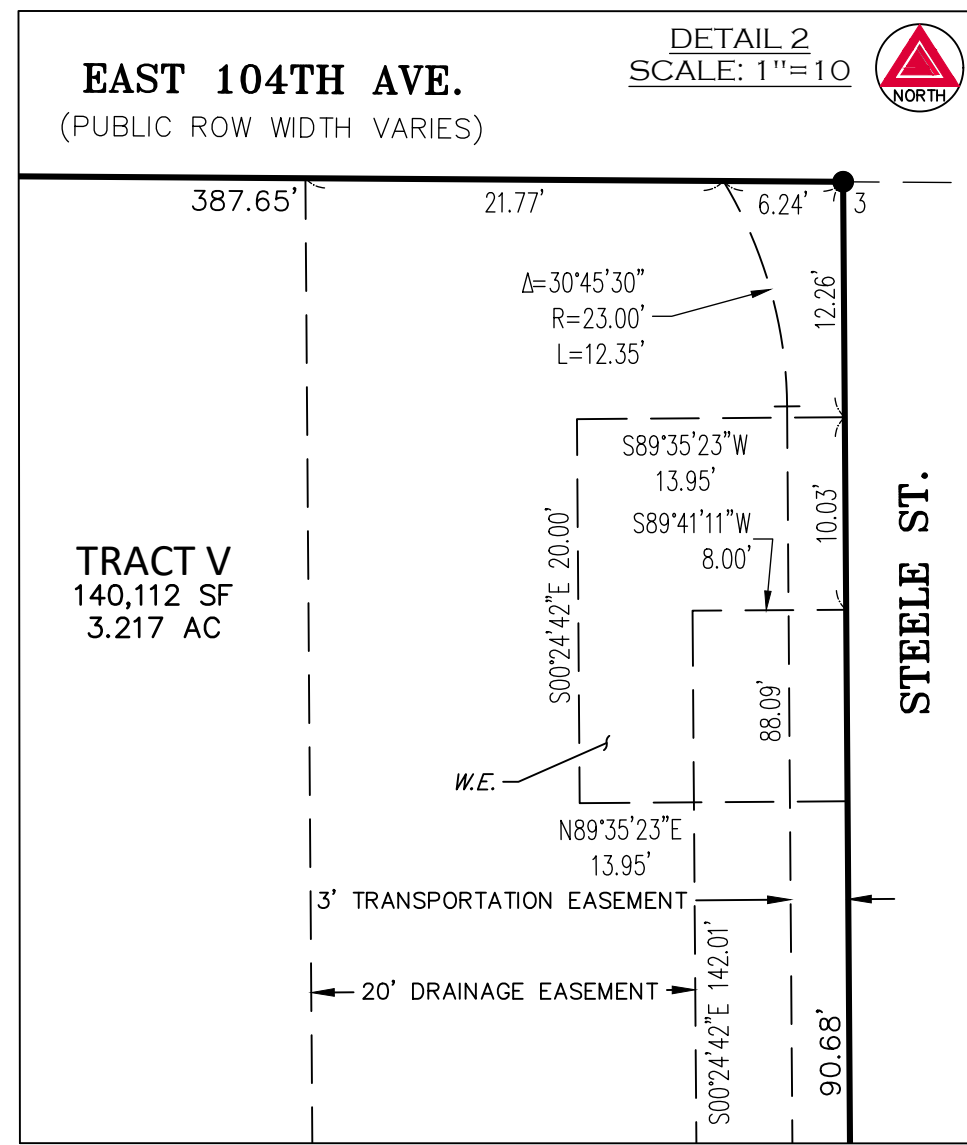 DETAIL 2
SCALE: 1"=10
NORTH
EAST 104TH AVE.
(PUBLIC ROW WIDTH VARIES)
387.65'
21.77'
6.24'
3
Δ=30°45'30"
R=23.00'
L=12.35'
12.26'
S89°35'23"W
13.95'
S89°41'11"W
8.00'
10.03'
S00°24'42"E 20.00'
STEELE ST.
TRACT V
140,112 SF
3.217 AC
88.09'
W.E.
N89°35'23"E
13.95'
3' TRANSPORTATION EASEMENT
20' DRAINAGE EASEMENT
S00°24'42"E 142.01'
90.68'